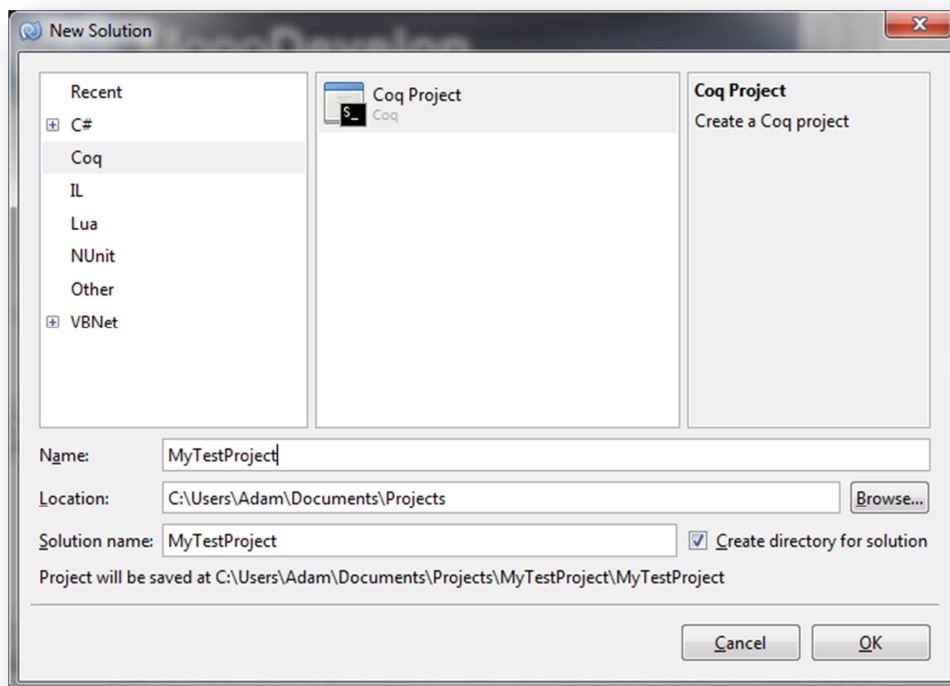 New Solution
Recent
C#
Coq
IL
Lua
NUnit
Other
VBNet
Coq Project
Coq
Coq Project
Create a Coq project
Name: MyTestProject
Location: C:\Users\Adam\Documents\Projects Browse...
Solution name: MyTestProject Create directory for solution
Project will be saved at C:\Users\Adam\Documents\Projects\MyTestProject\MyTestProject
Cancel OK